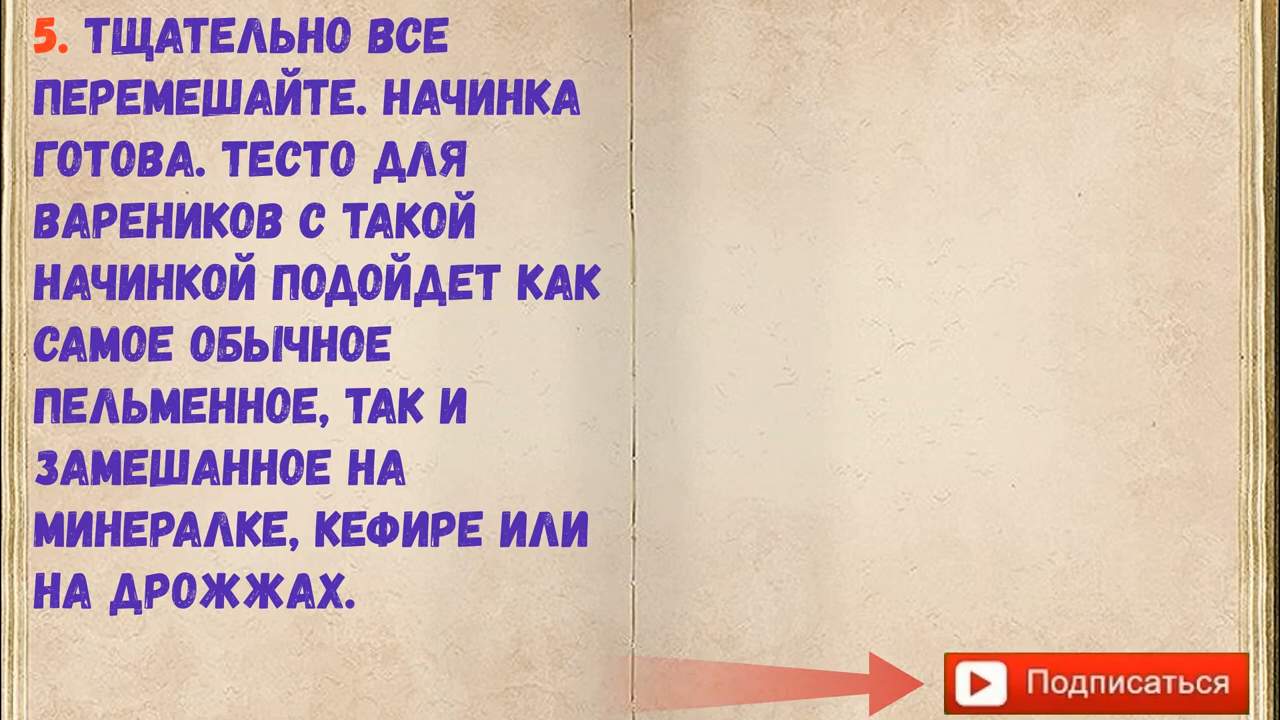 5. ТЩАТЕЛЬНО ВСЕ
ПЕРЕМЕШАЙТЕ. НАЧИНКА
ГОТОВА. ТЕСТО ДЛЯ
ВАРЕНИКОВ С ТАКОЙ
НАЧИНКОЙ ПОДОЙДЕТ КАК
САМОЕ ОБЫЧНОЕ
ПЕЛЬМЕННОЕ, ТАК И
ЗАМЕШАННОЕ НА
МИНЕРАЛКЕ, КЕФИРЕ ИЛИ
НА ДРОЖЖАХ.
Подписаться